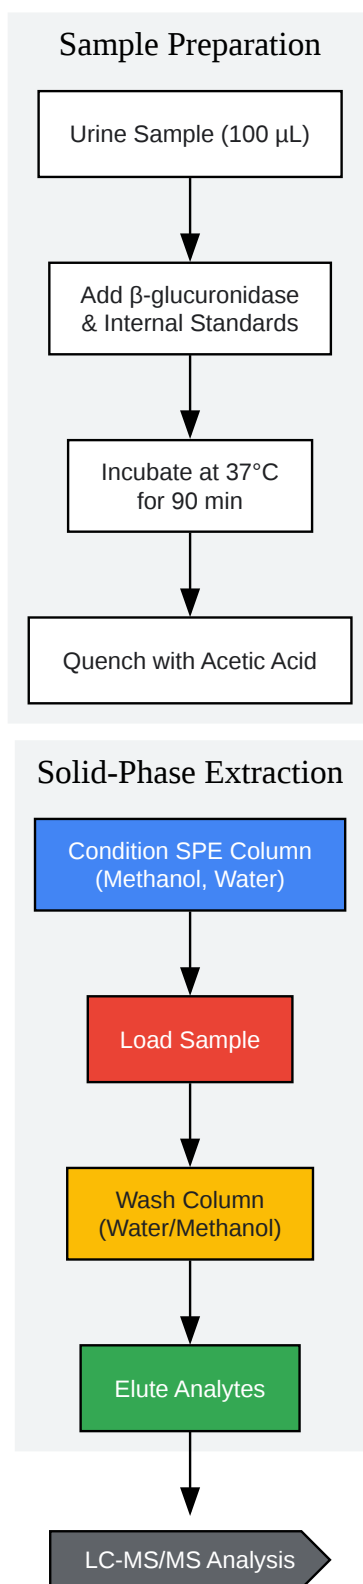 Sample Preparation
Urine Sample (100 µL)
Add β-glucuronidase
& Internal Standards
Incubate at 37°C
for 90 min
Quench with Acetic Acid
Solid-Phase Extraction
Condition SPE Column
(Methanol, Water)
Load Sample
Wash Column
(Water/Methanol)
Elute Analytes
LC-MS/MS Analysis